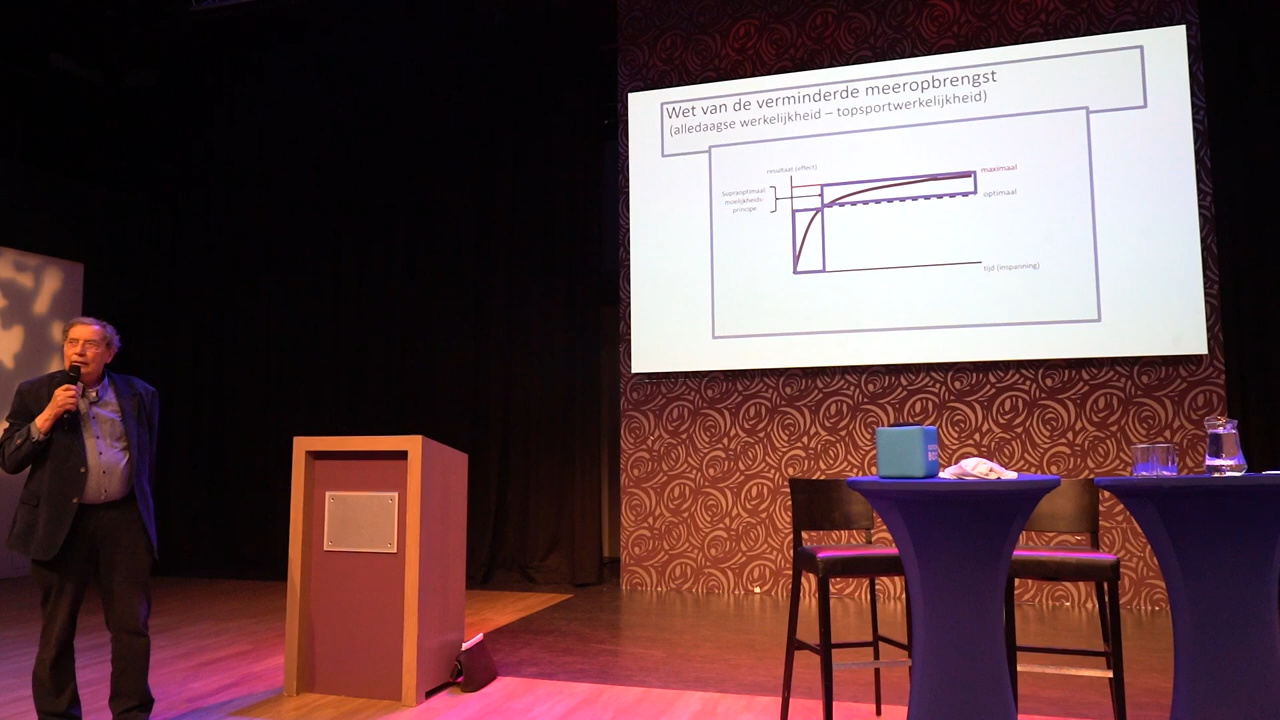 Wet van de verminderde meeropbrengst
(alledaagse werkelijkheid – topsportwerkelijkheid)
resultaat (effect)
maximaal
Supraoptimaal
moeilijkheids-
principe
optimaal
tijd (inspanning)